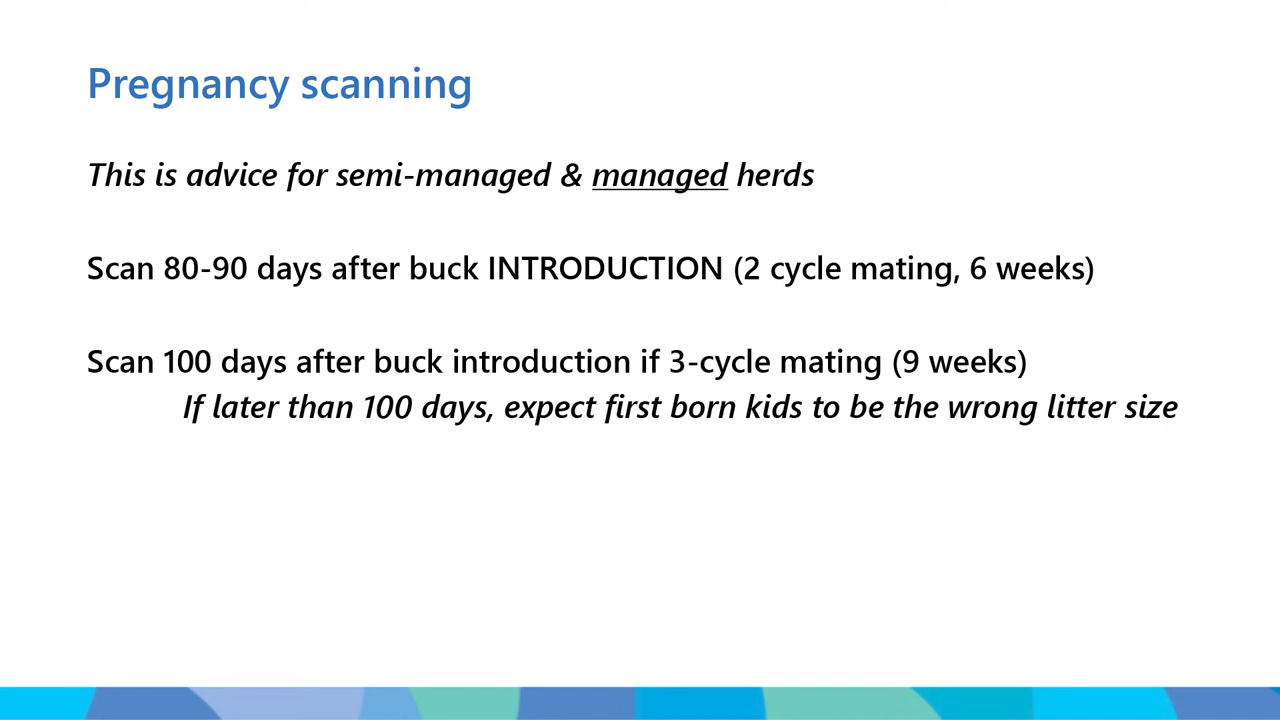 Pregnancy scanning
This is advice for semi-managed & managed herds
Scan 80-90 days after buck INTRODUCTION (2 cycle mating, 6 weeks)
Scan 100 days after buck introduction if 3-cycle mating (9 weeks)
If later than 100 days, expect first born kids to be the wrong litter size